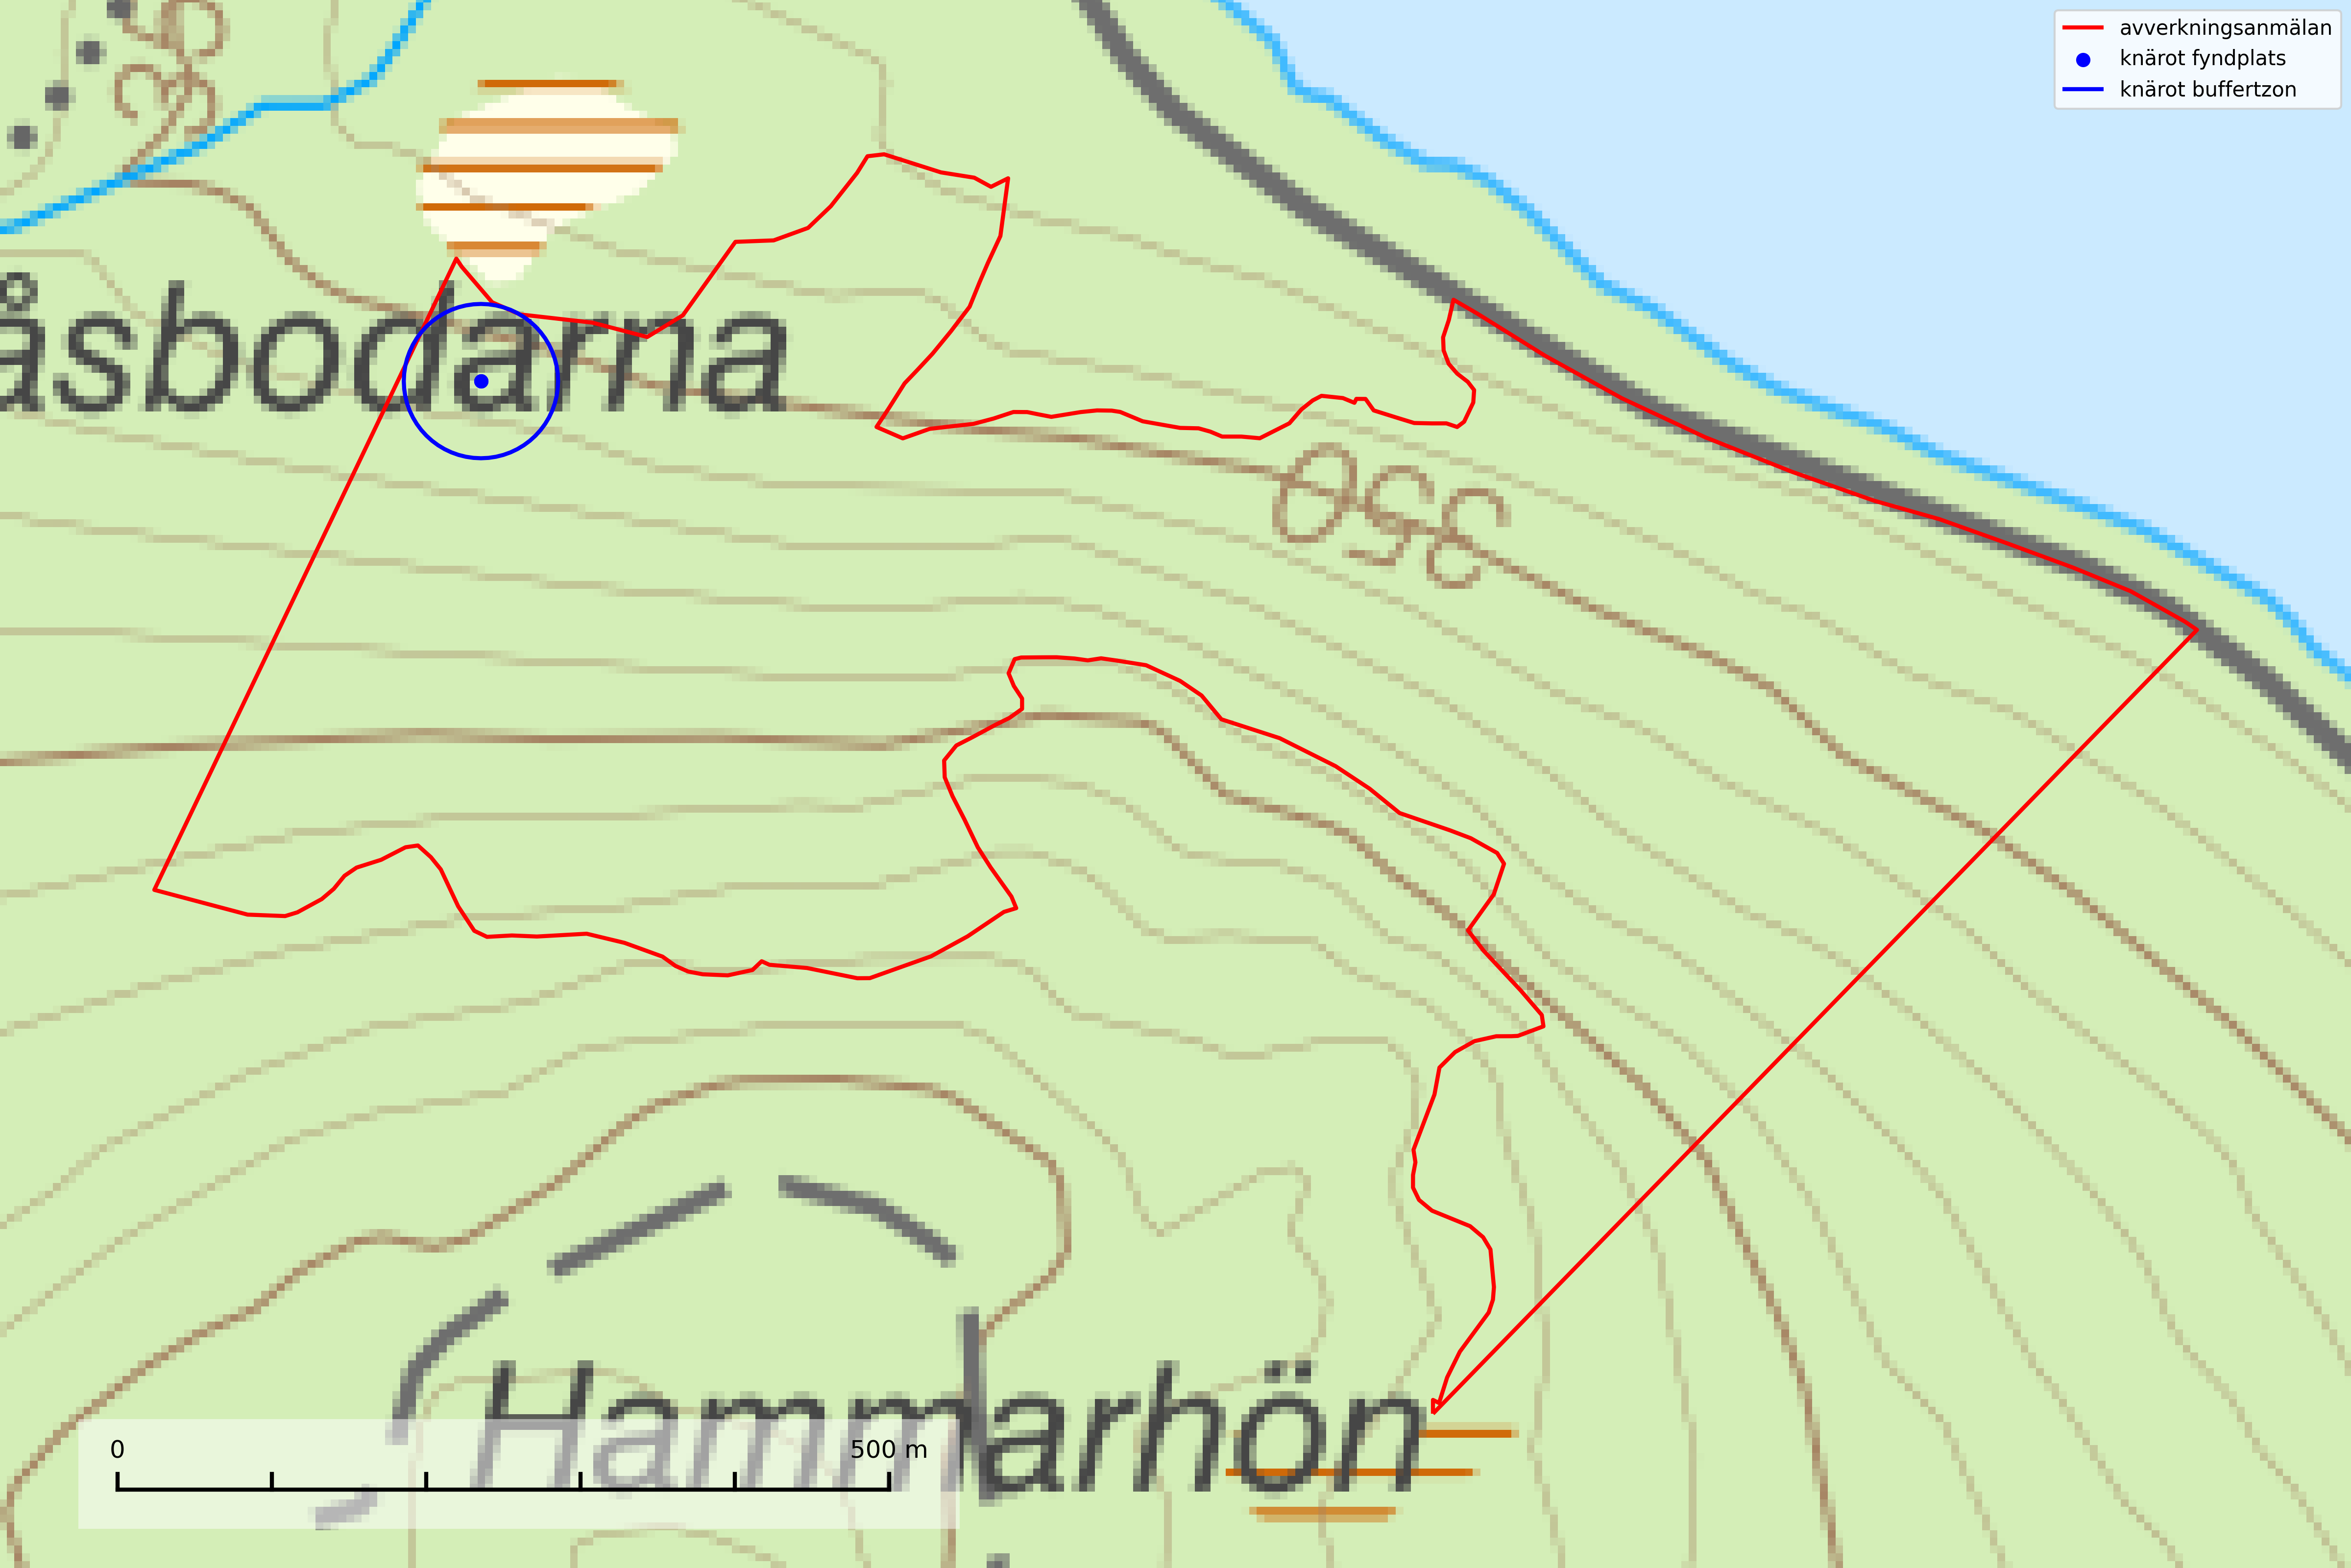 avverkningsanmälan
knärot fyndplats
knärot buffertzon
åsbodarna
350
Hammarhön
0 500 m